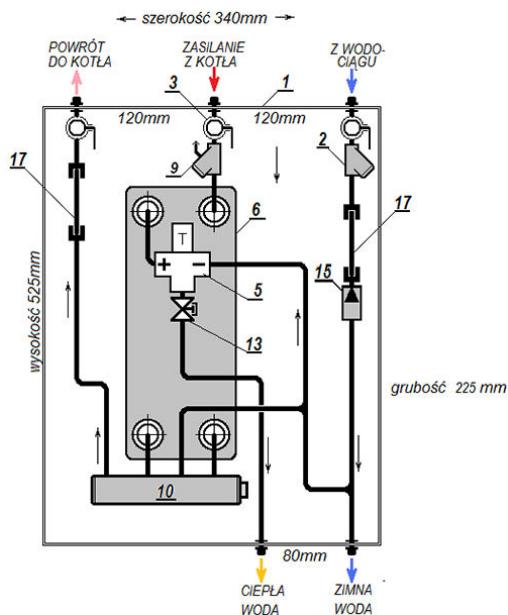 szerokość 340mm
POWRÓT
DO KOTŁA
ZASILANIE
Z KOTŁA
Z WODO-
CIĄGU
3
1
120mm
120mm
17
9
2
6
17
T
+ −
5
15
13
wysokość 525mm
grubość 225 mm
10
80mm
CIEPŁA
WODA
ZIMNA
WODA